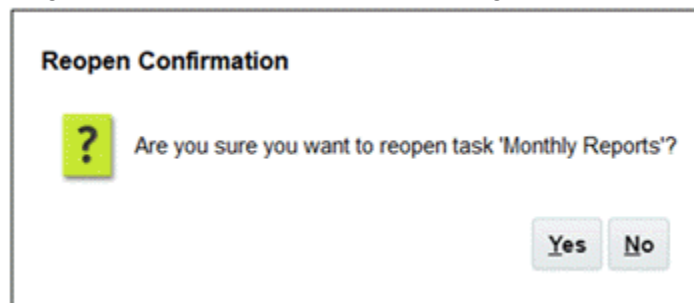 Reopen Confirmation
?
Are you sure you want to reopen task 'Monthly Reports'?
Yes No